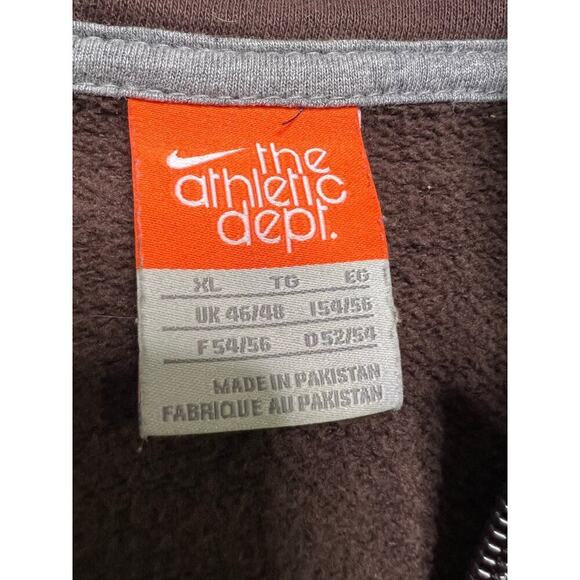 the
athletic
dept.
XL TG EG
UK 46/48 I 54/56
F 54/56 D 52/54
MADE IN PAKISTAN
FABRIQUE AU PAKISTAN